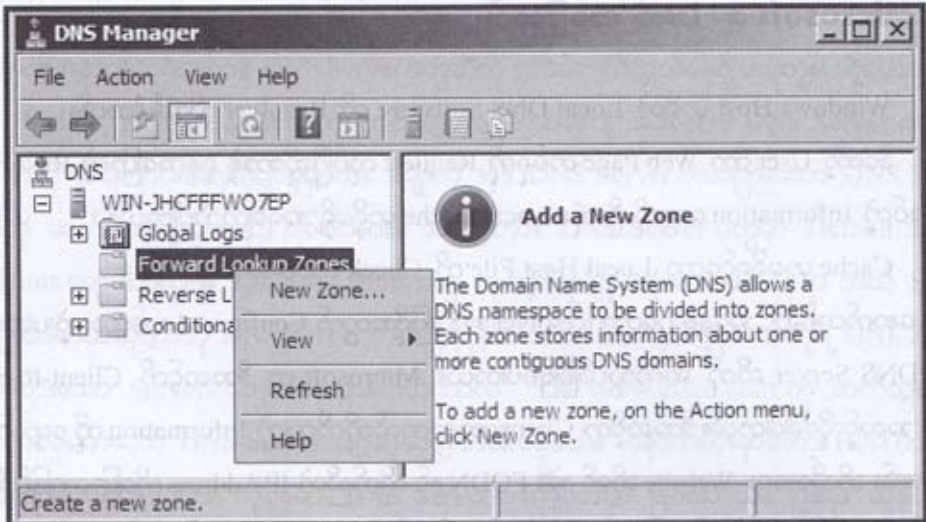 DNS Manager
File Action View Help
DNS
WIN-JHCFFFWO7EP
Global Logs
Forward Lookup Zones
Reverse L
Conditiona
New Zone...
View
Refresh
Help
Add a New Zone
The Domain Name System (DNS) allows a
DNS namespace to be divided into zones.
Each zone stores information about one or
more contiguous DNS domains.
To add a new zone, on the Action menu,
click New Zone.
Create a new zone.